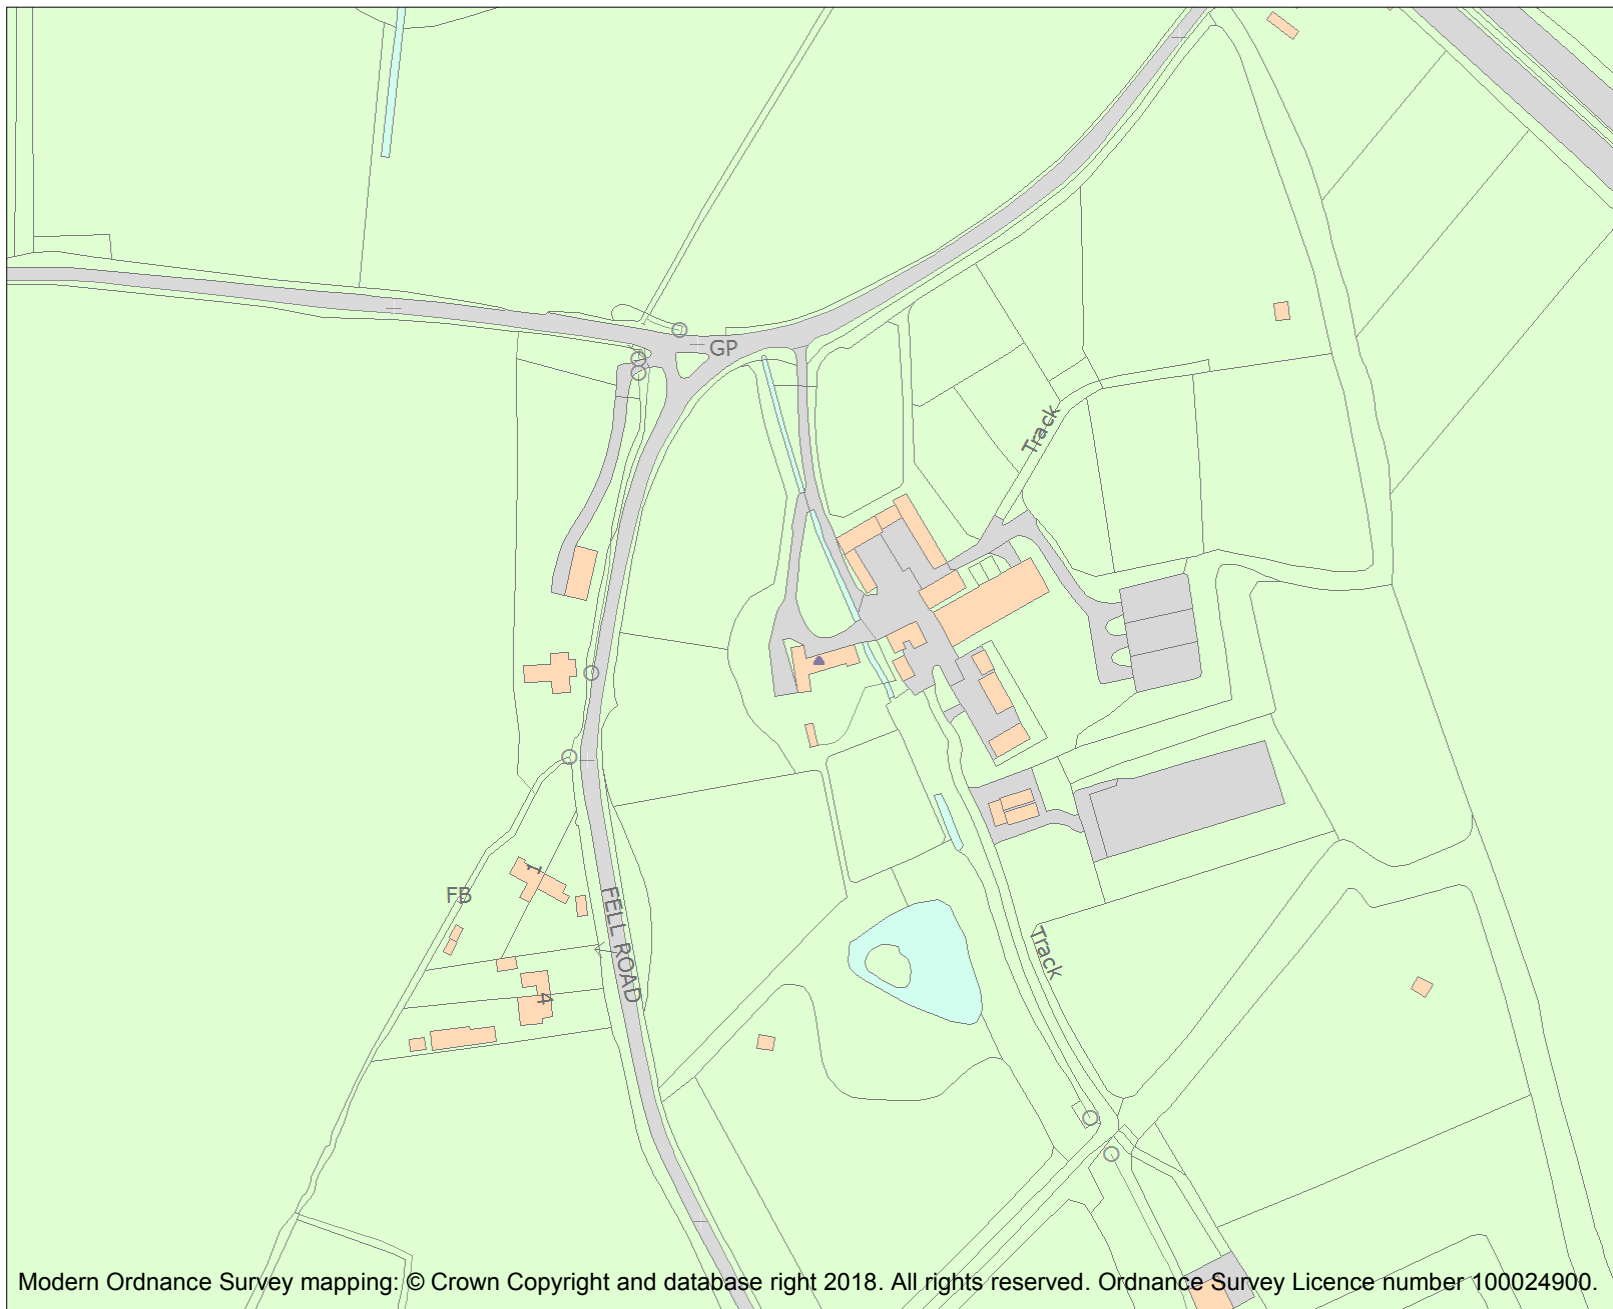 GP
Track
1
FB
FELL ROAD
Track
4
Modern Ordnance Survey mapping: © Crown Copyright and database right 2018. All rights reserved. Ordnance Survey Licence number 100024900.